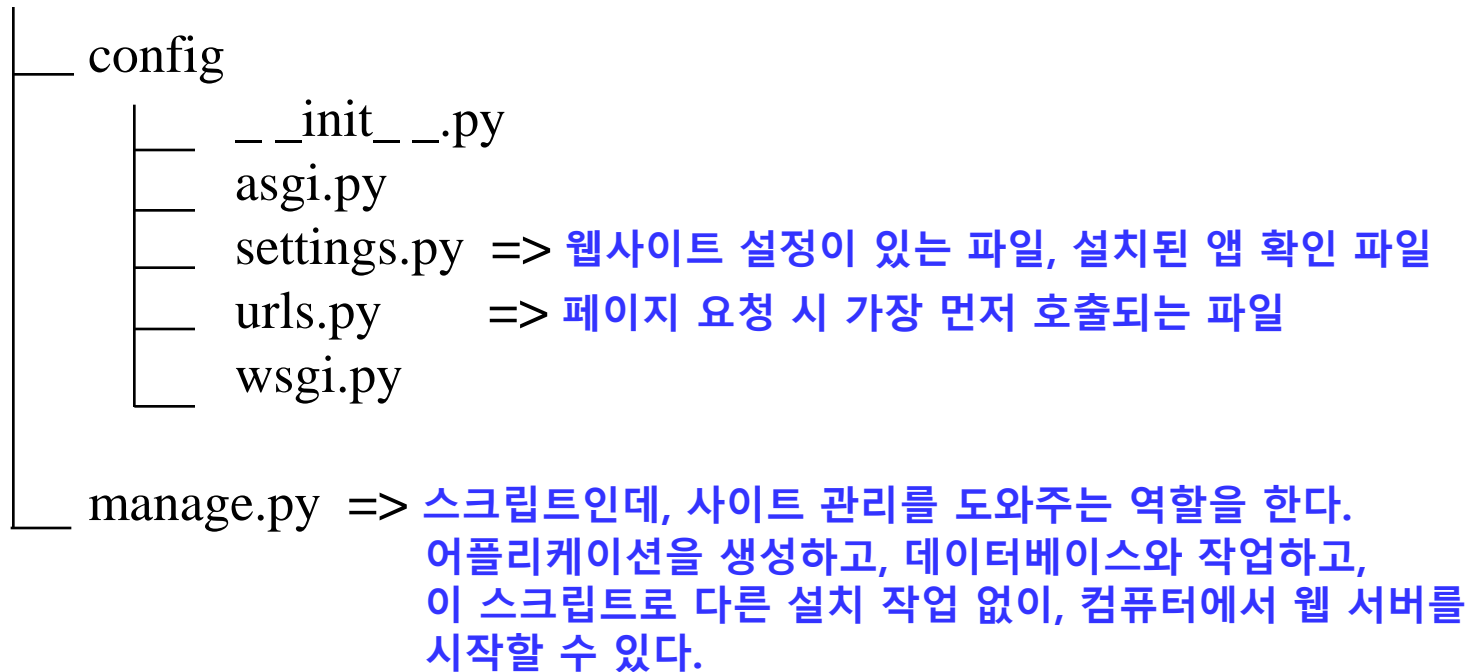 config
_ _init_ _.py
asgi.py
settings.py => 웹사이트 설정이 있는 파일, 설치된 앱 확인 파일
urls.py => 페이지 요청 시 가장 먼저 호출되는 파일
wsgi.py
manage.py => 스크립트인데, 사이트 관리를 도와주는 역할을 한다.
어플리케이션을 생성하고, 데이터베이스와 작업하고,
이 스크립트로 다른 설치 작업 없이, 컴퓨터에서 웹 서버를
시작할 수 있다.